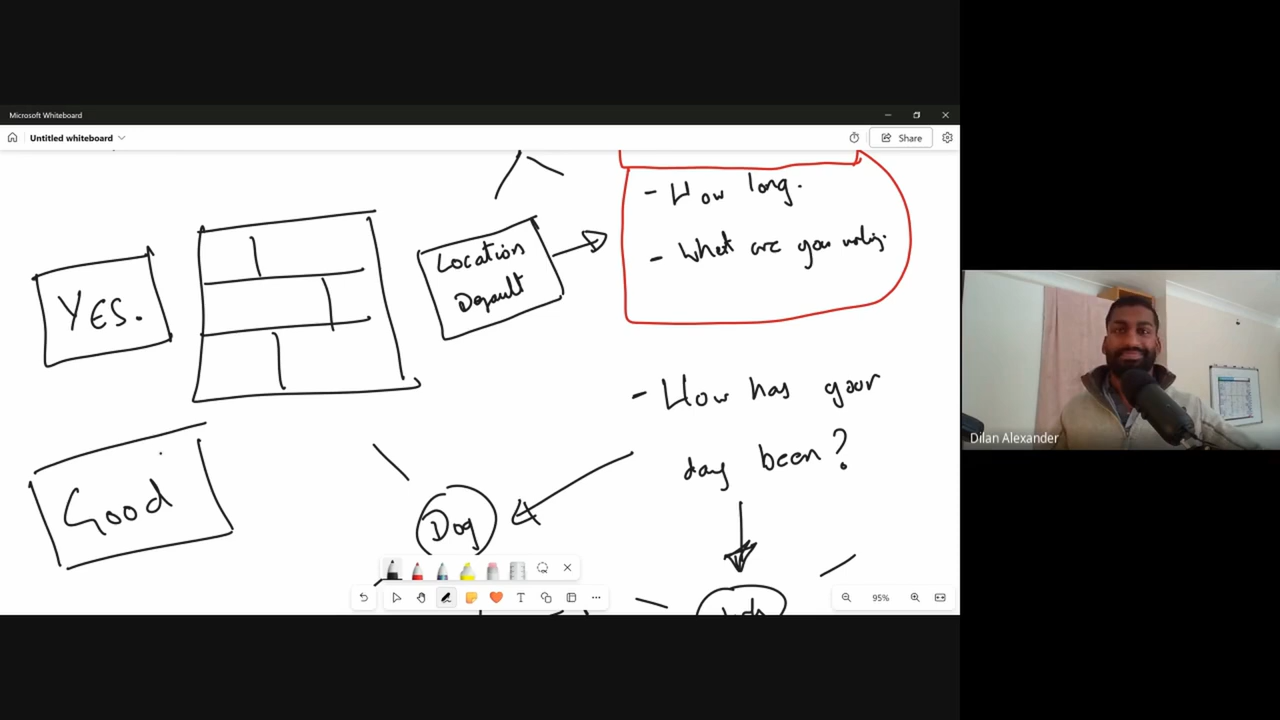 Microsoft Whiteboard
Untitled whiteboard
Share
- How long.
- What are you
Location
Default
YES.
- How has your
day been?
Good
Dog
95%
Dilan Alexander